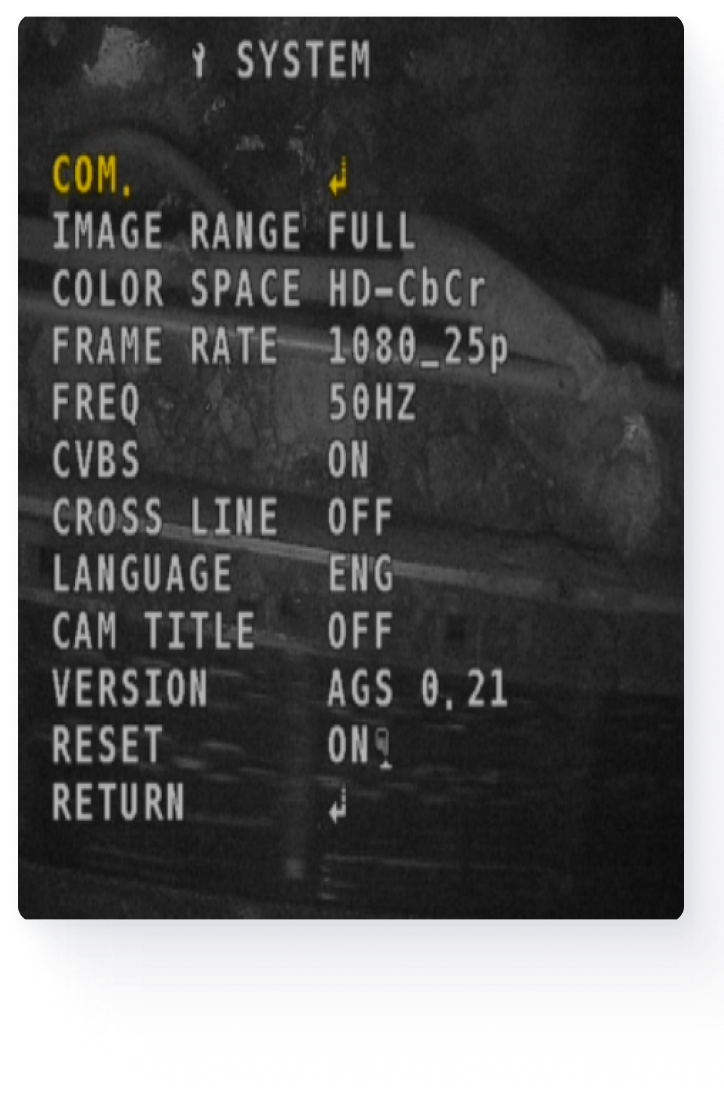 SYSTEM
COM. ↲
IMAGE RANGE FULL
COLOR SPACE HD-CbCr
FRAME RATE 1080_25p
FREQ 50HZ
CVBS ON
CROSS LINE OFF
LANGUAGE ENG
CAM TITLE OFF
VERSION AGS 0.21
RESET ON
RETURN ↲